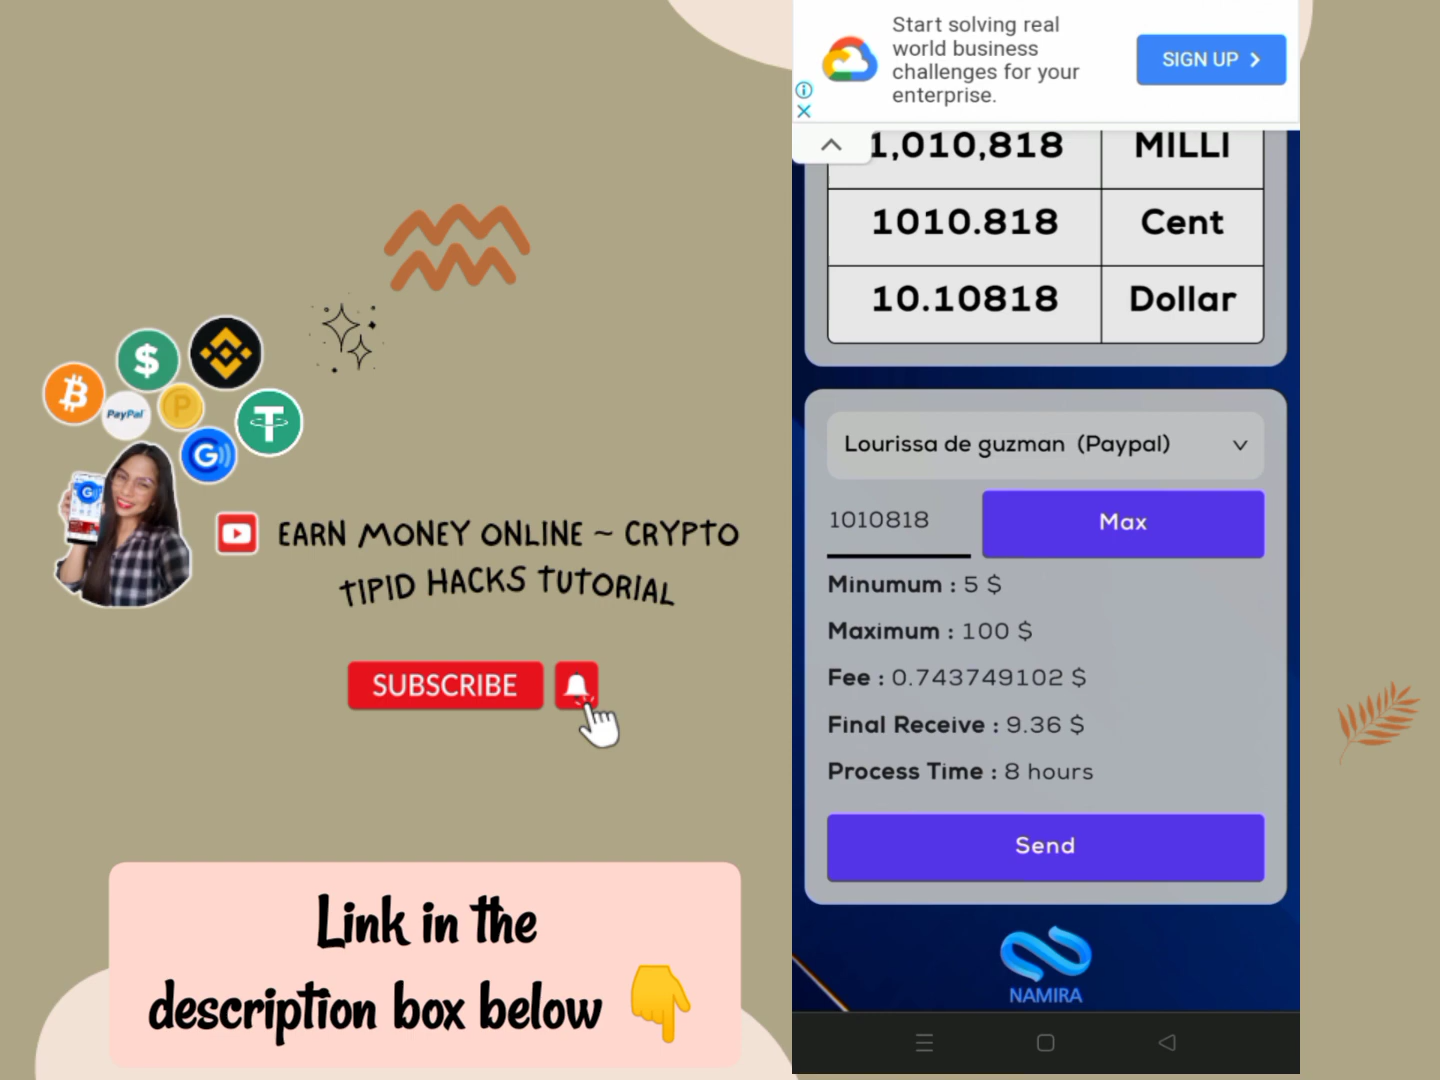 PayPal
P
G
EARN MONEY ONLINE ~ CRYPTO
TIPID HACKS TUTORIAL
SUBSCRIBE
Link in the
description box below
Start solving real
world business
challenges for your
enterprise.
SIGN UP
1,010,818 MILLI
1010.818 Cent
10.10818 Dollar
Lourissa de guzman (Paypal)
1010818 Max
Minumum : 5 $
Maximum : 100 $
Fee : 0.743749102 $
Final Receive : 9.36 $
Process Time : 8 hours
Send
NAMIRA